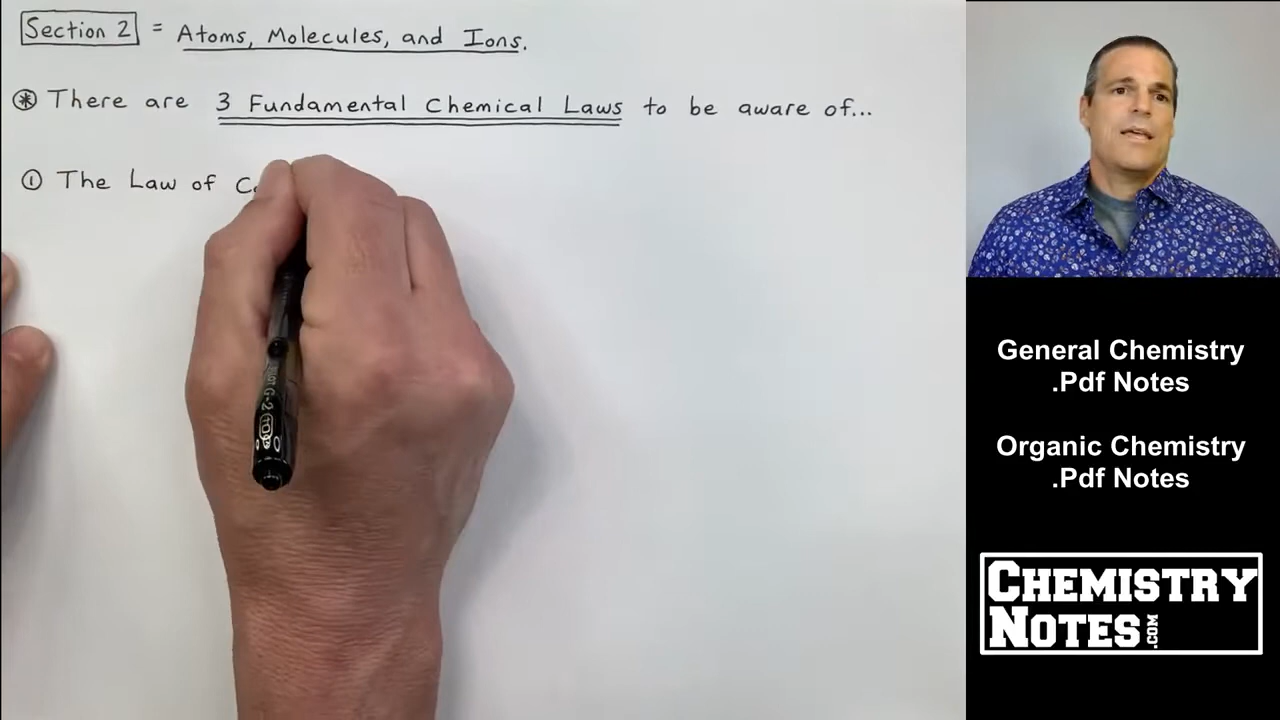 Section 2 = Atoms, Molecules, and Ions.
⊛ There are 3 Fundamental Chemical Laws to be aware of...
① The Law of
General Chemistry
.Pdf Notes
Organic Chemistry
.Pdf Notes
CHEMISTRY
NOTES.COM